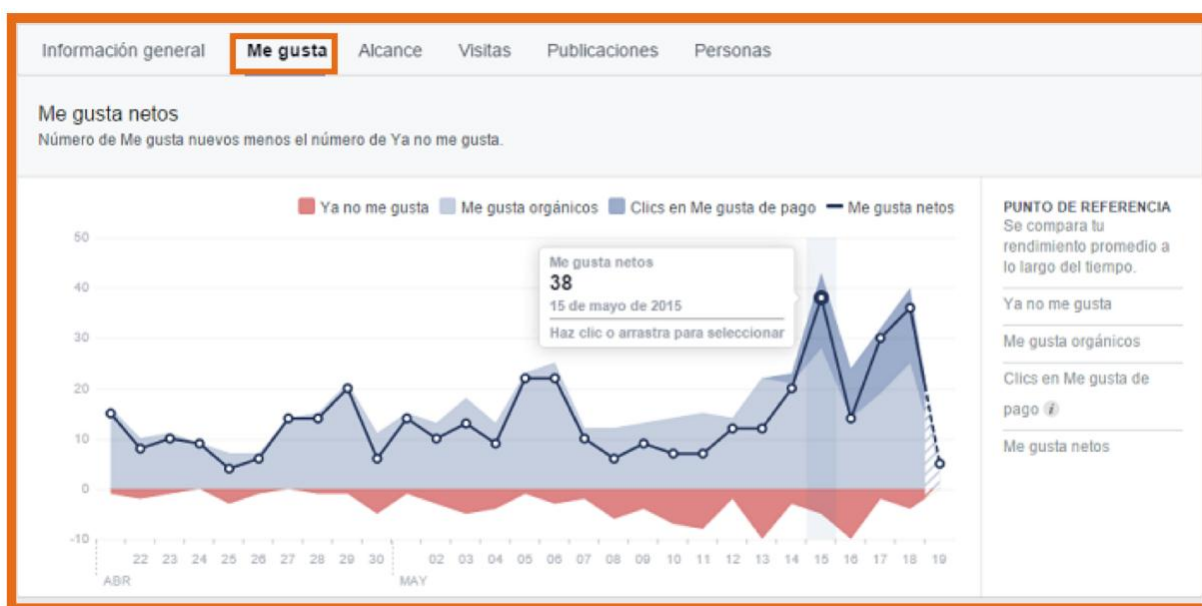 Información general Me gusta Alcance Visitas Publicaciones Personas
Me gusta netos
Número de Me gusta nuevos menos el número de Ya no me gusta.
Ya no me gusta Me gusta orgánicos Clics en Me gusta de pago Me gusta netos
50
40
30
20
10
0
-10
Me gusta netos
38
15 de mayo de 2015
Haz clic o arrastra para seleccionar
22 23 24 25 26 27 28 29 30 02 03 04 05 06 07 08 09 10 11 12 13 14 15 16 17 18 19
ABR MAY
PUNTO DE REFERENCIA
Se compara tu
rendimiento promedio a
lo largo del tiempo.
Ya no me gusta
Me gusta orgánicos
Clics en Me gusta de
pago i
Me gusta netos